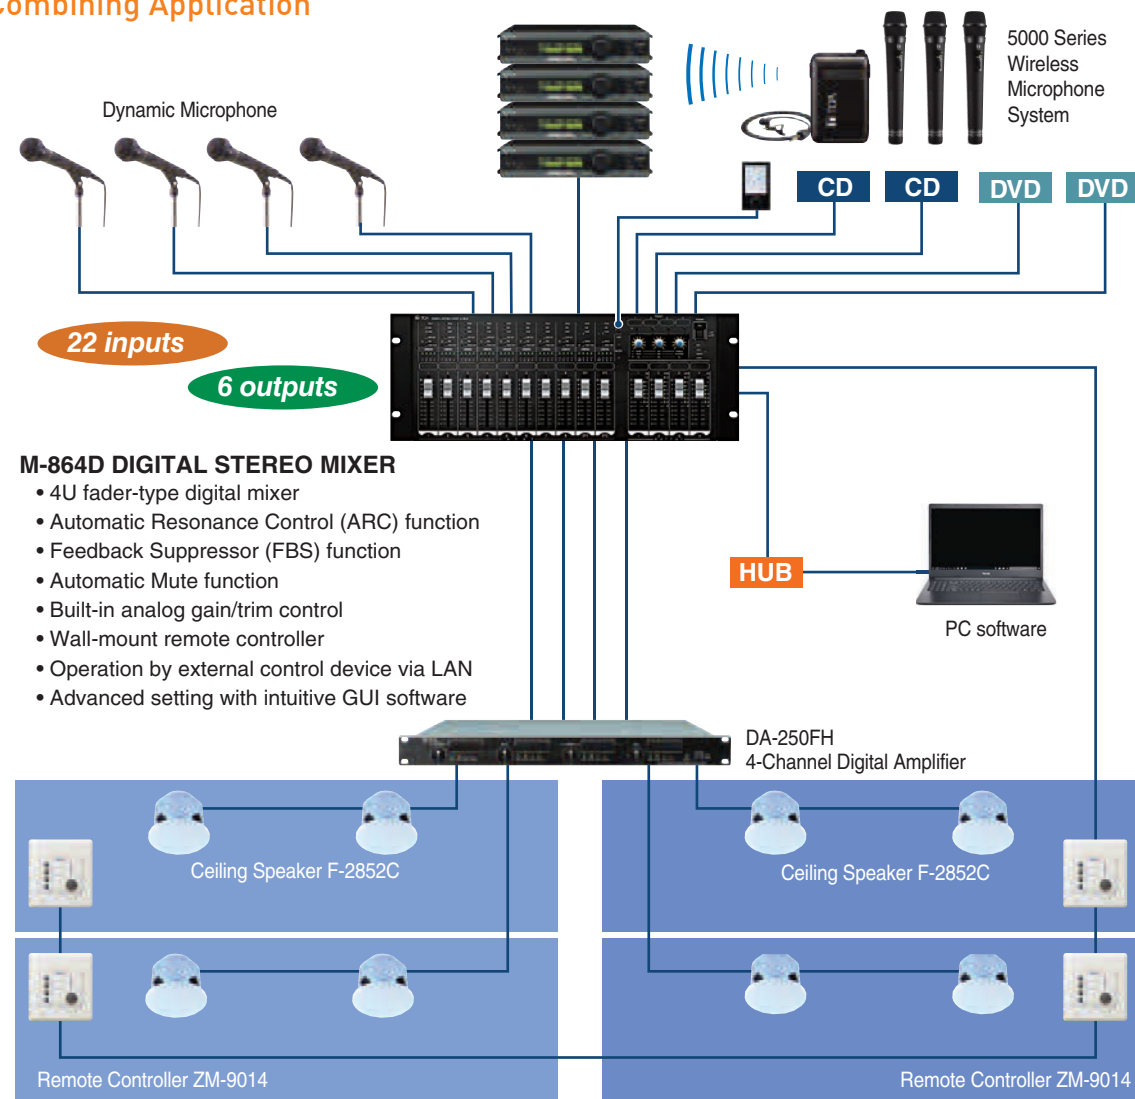 Combining Application
Dynamic Microphone
5000 Series
Wireless
Microphone
System
CD
CD
DVD
DVD
22 inputs
6 outputs
M-864D DIGITAL STEREO MIXER
• 4U fader-type digital mixer
• Automatic Resonance Control (ARC) function
• Feedback Suppressor (FBS) function
• Automatic Mute function
• Built-in analog gain/trim control
• Wall-mount remote controller
• Operation by external control device via LAN
• Advanced setting with intuitive GUI software
HUB
PC software
DA-250FH
4-Channel Digital Amplifier
Ceiling Speaker F-2852C
Ceiling Speaker F-2852C
Remote Controller ZM-9014
Remote Controller ZM-9014